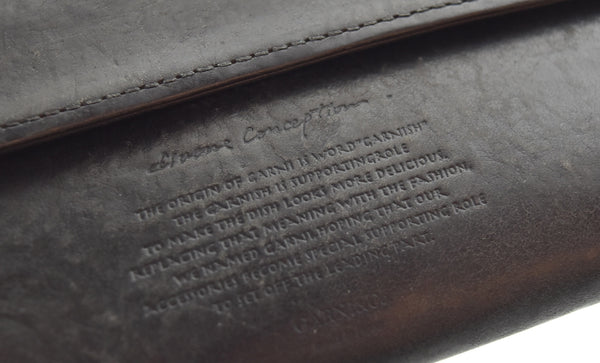 divine Conception
THE ORIGIN OF GARNI IS WORD "GARNISH"
THE GARNISH IS SUPPORTINGROLE
TO MAKE THE DISH LOOKS MORE DELICIOUS.
REPLACING THAT MEANING WITH THE FASHION.
WE NAMED GARNI HOPING THAT OUR
ACCESSORIES BECOME SPECIAL SUPPORTING ROLE
TO SET OFF THE LEADING PART.
GARNI&CO.